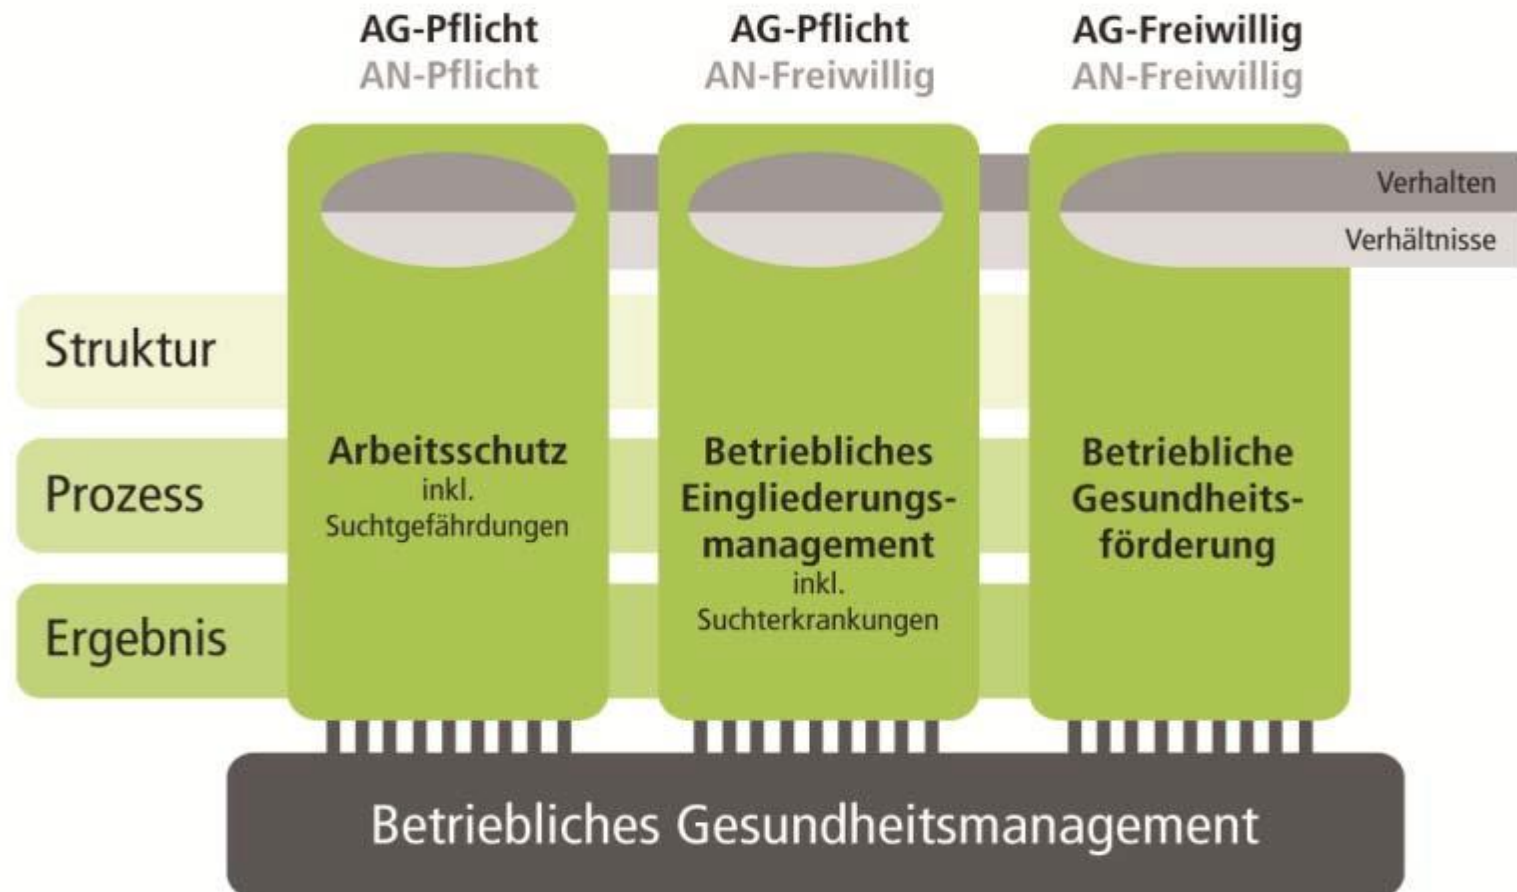 AG-Pflicht
AN-Pflicht
AG-Pflicht
AN-Freiwillig
AG-Freiwillig
AN-Freiwillig
Verhalten
Verhältnisse
Struktur
Prozess
Ergebnis
Arbeitsschutz
inkl.
Suchtgefährdungen
Betriebliches
Eingliederungs-
management
inkl.
Suchterkrankungen
Betriebliche
Gesundheits-
förderung
Betriebliches Gesundheitsmanagement